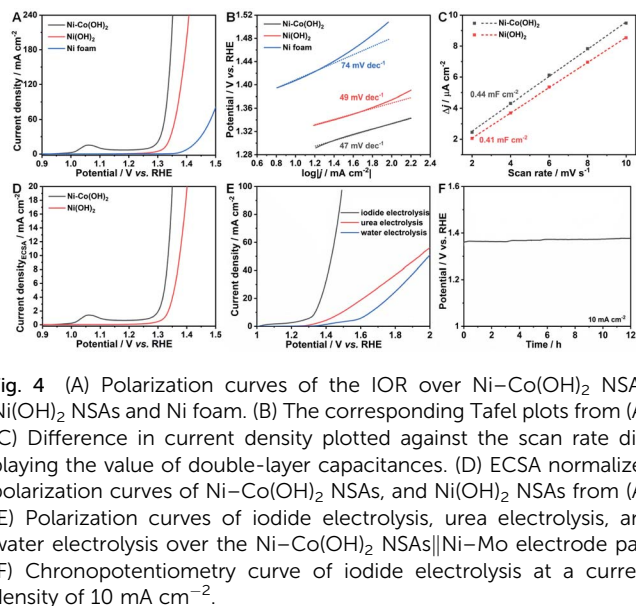 A
240
180
120
60
0
Current density / mA cm⁻²
Ni-Co(OH)₂
Ni(OH)₂
Ni foam
0.9 1.0 1.1 1.2 1.3 1.4 1.5
Potential / V vs. RHE
B
1.52
1.48
1.44
1.40
1.36
1.32
1.28
Potential / V vs. RHE
Ni-Co(OH)₂
Ni(OH)₂
Ni foam
74 mV dec⁻¹
49 mV dec⁻¹
47 mV dec⁻¹
0.4 0.6 0.8 1.0 1.2 1.4 1.6 1.8 2.0 2.2 2.4
log|j / mA cm⁻²|
C
10
8
6
4
2
Δj / μA cm⁻²
Ni-Co(OH)₂
Ni(OH)₂
0.44 mF cm⁻²
0.41 mF cm⁻²
2 4 6 8 10
Scan rate / mV s⁻¹
D
20
18
16
14
12
10
8
6
4
2
0
Current density_ECSA / mA cm⁻²
Ni-Co(OH)₂
Ni(OH)₂
0.9 1.0 1.1 1.2 1.3 1.4 1.5
Potential / V vs. RHE
E
90
60
30
0
Current density / mA cm⁻²
iodide electrolysis
urea electrolysis
water electrolysis
1 1.2 1.4 1.6 1.8 2
Potential / V vs. RHE
F
1.6
1.4
1.2
1
Potential / V vs. RHE
10 mA cm⁻²
0 2 4 6 8 10 12
Time / h
Fig. 4 (A) Polarization curves of the IOR over Ni–Co(OH)₂ NSA
Ni(OH)₂ NSAs and Ni foam. (B) The corresponding Tafel plots from (A
(C) Difference in current density plotted against the scan rate di
playing the value of double-layer capacitances. (D) ECSA normalize
polarization curves of Ni–Co(OH)₂ NSAs, and Ni(OH)₂ NSAs from (A
(E) Polarization curves of iodide electrolysis, urea electrolysis, an
water electrolysis over the Ni–Co(OH)₂ NSAs‖Ni–Mo electrode pa
(F) Chronopotentiometry curve of iodide electrolysis at a curren
density of 10 mA cm⁻².